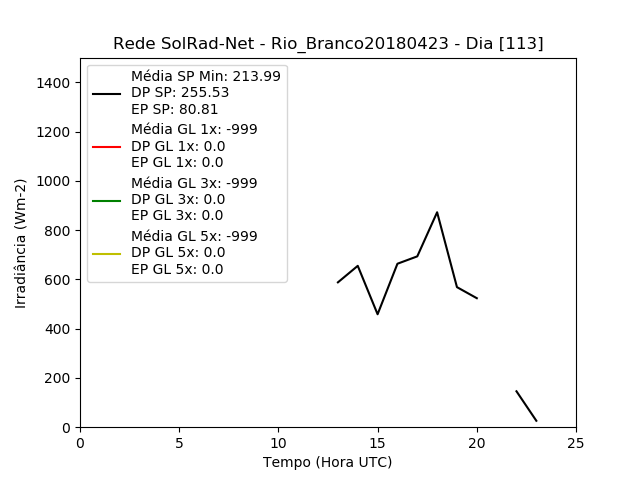 Rede SolRad-Net - Rio_Branco20180423 - Dia [113]
Média SP Min: 213.99
DP SP: 255.53
EP SP: 80.81
Média GL 1x: -999
DP GL 1x: 0.0
EP GL 1x: 0.0
Média GL 3x: -999
DP GL 3x: 0.0
EP GL 3x: 0.0
Média GL 5x: -999
DP GL 5x: 0.0
EP GL 5x: 0.0
Irradiância (Wm-2)
1400
1200
1000
800
600
400
200
0
0 5 10 15 20 25
Tempo (Hora UTC)